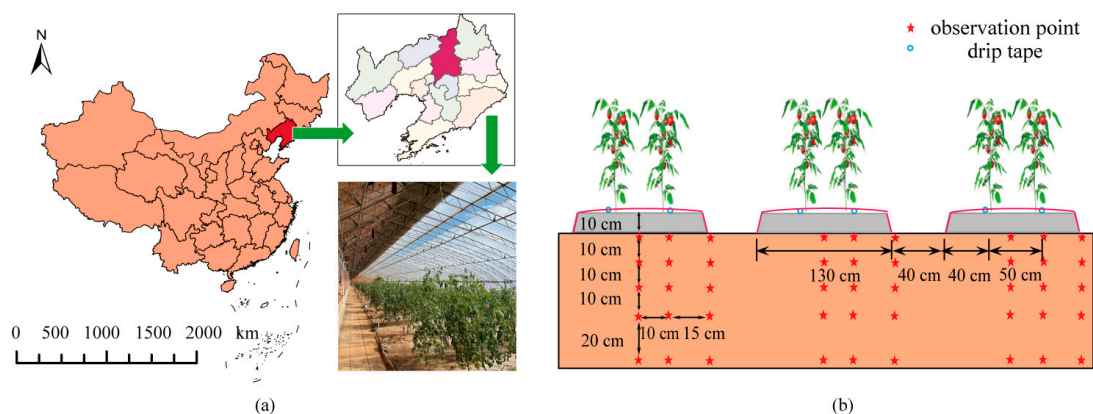 N
0 500 1000 1500 2000 km
(a)
observation point
drip tape
10 cm
10 cm
10 cm
10 cm
20 cm
10 cm 15 cm
130 cm
40 cm
40 cm
50 cm
(b)